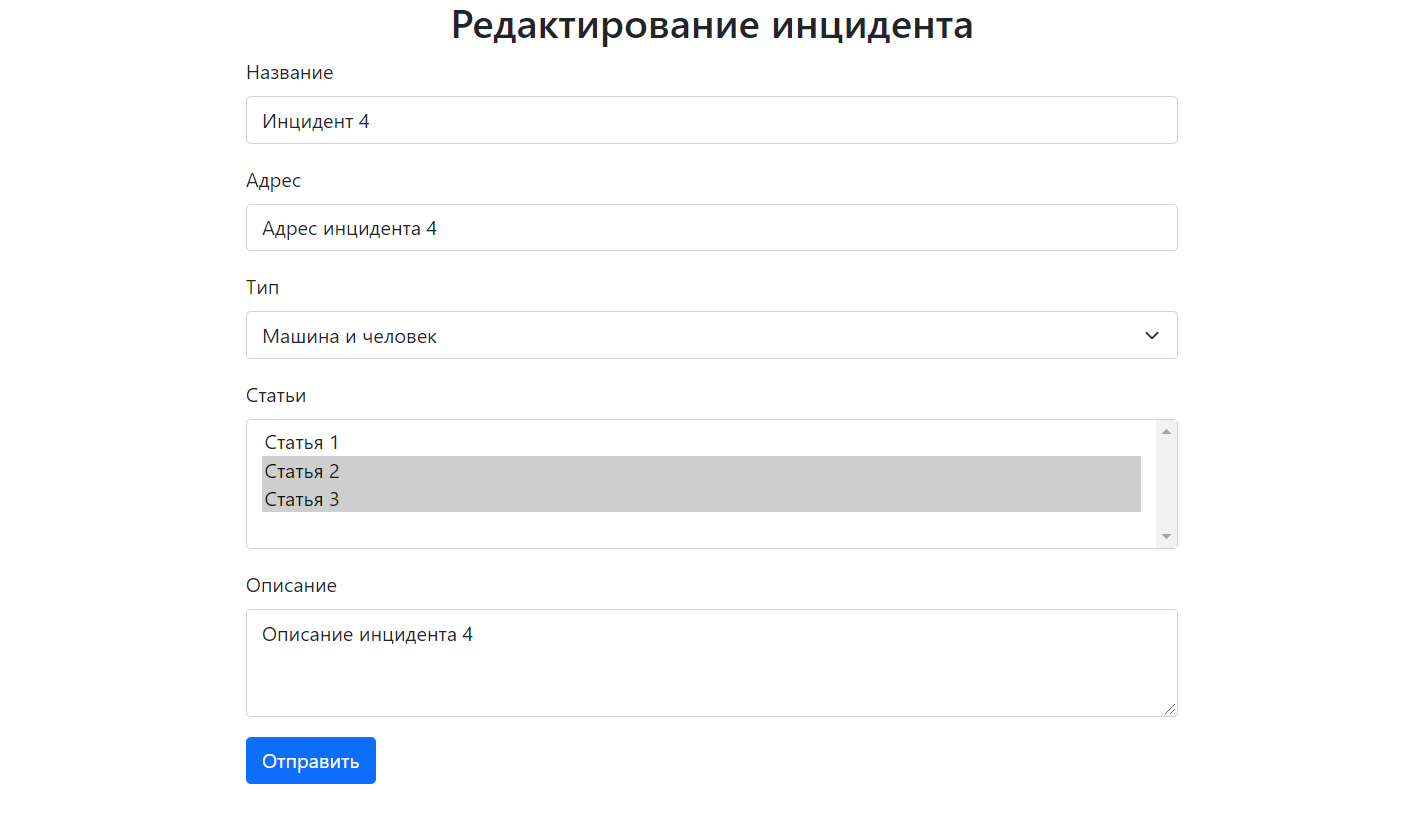 Редактирование инцидента
Название
Инцидент 4
Адрес
Адрес инцидента 4
Тип
Машина и человек
Статьи
Статья 1
Статья 2
Статья 3
Описание
Описание инцидента 4
Отправить